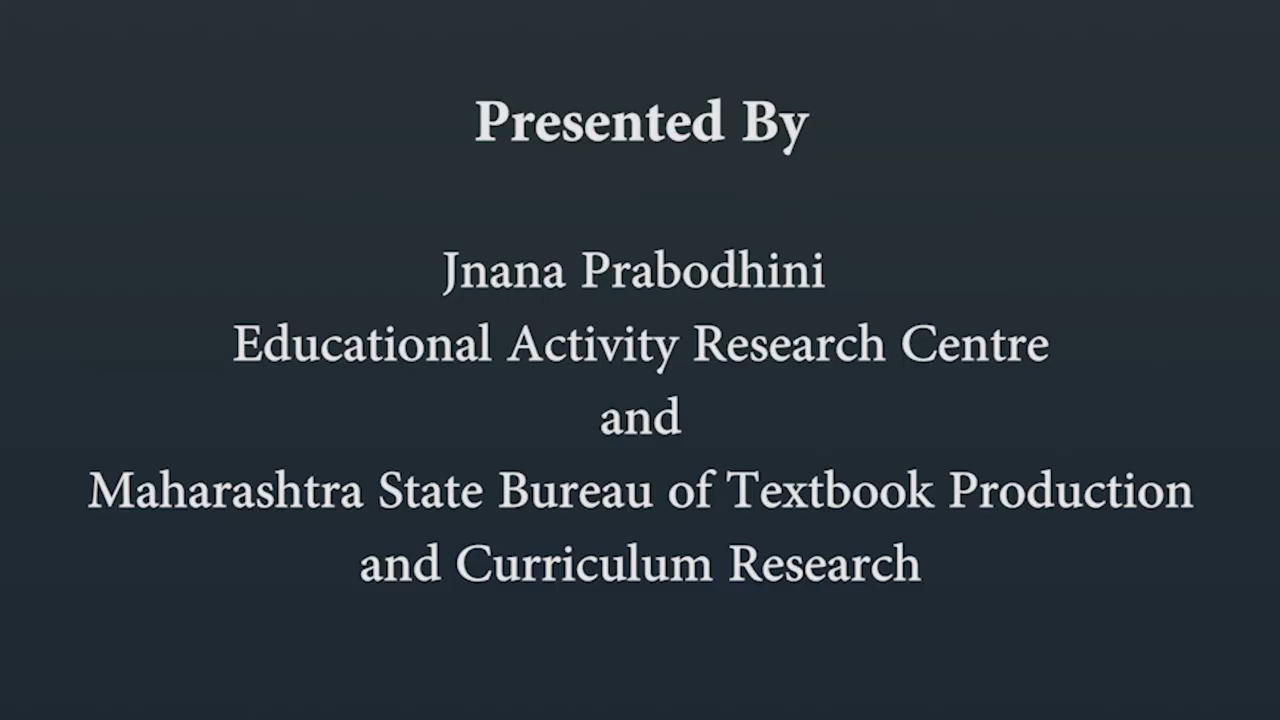 Presented By
Jnana Prabodhini
Educational Activity Research Centre
and
Maharashtra State Bureau of Textbook Production
and Curriculum Research